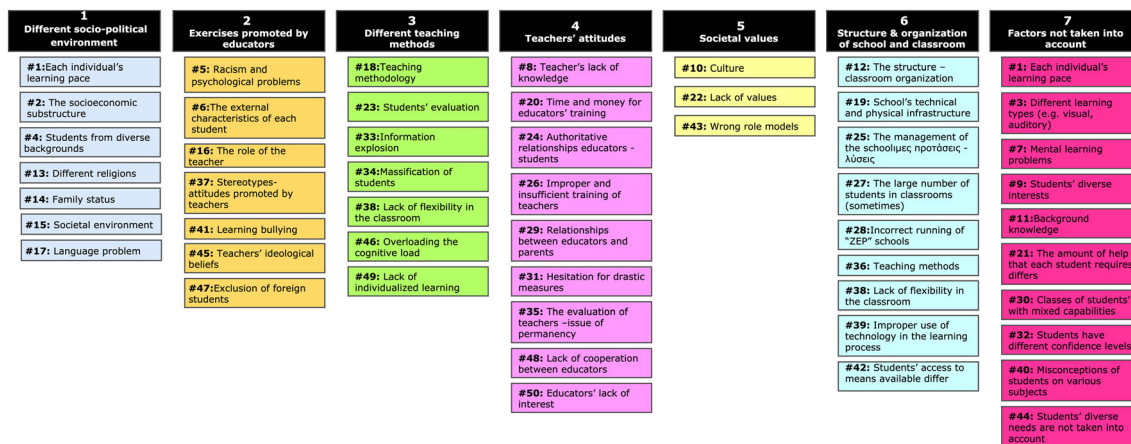 1
Different socio-political
environment
#1:Each individual's
learning pace
#2: The socioeconomic
substructure
#4: Students from diverse
backgrounds
#13: Different religions
#14: Family status
#15: Societal environment
#17: Language problem
2
Exercises promoted by
educators
#5: Racism and
psychological problems
#6:The external
characteristics of each
student
#16: The role of the
teacher
#37: Stereotypes-
attitudes promoted by
teachers
#41: Learning bullying
#45: Teachers' ideological
beliefs
#47:Exclusion of foreign
students
3
Different teaching
methods
#18:Teaching
methodology
#23: Students' evaluation
#33:Information
explosion
#34:Massification of
students
#38: Lack of flexibility in
the classroom
#46: Overloading the
cognitive load
#49: Lack of
individualized learning
4
Teachers' attitudes
#8: Teacher's lack of
knowledge
#20: Time and money for
educators' training
#24: Authoritative
relationships educators -
students
#26: Improper and
insufficient training of
teachers
#29: Relationships
between educators and
parents
#31: Hesitation for drastic
measures
#35: The evaluation of
teachers –issue of
permanency
#48: Lack of cooperation
between educators
#50: Educators' lack of
interest
5
Societal values
#10: Culture
#22: Lack of values
#43: Wrong role models
6
Structure & organization
of school and classroom
#12: The structure –
classroom organization
#19: School's technical
and physical infrastructure
#25: The management of
the schoolιμες προτάσεις -
λύσεις
#27: The large number of
students in classrooms
(sometimes)
#28:Incorrect running of
"ZEP" schools
#36: Teaching methods
#38: Lack of flexibility in
the classroom
#39: Improper use of
technology in the learning
process
#42: Students' access to
means available differ
7
Factors not taken into
account
#1: Each individual's
learning pace
#3: Different learning
types (e.g. visual,
auditory)
#7: Mental learning
problems
#9: Students' diverse
interests
#11:Background
knowledge
#21: The amount of help
that each student requires
differs
#30: Classes of students'
with mixed capabilities
#32: Students have
different confidence levels
#40: Misconceptions of
students on various
subjects
#44: Students' diverse
needs are not taken into
account